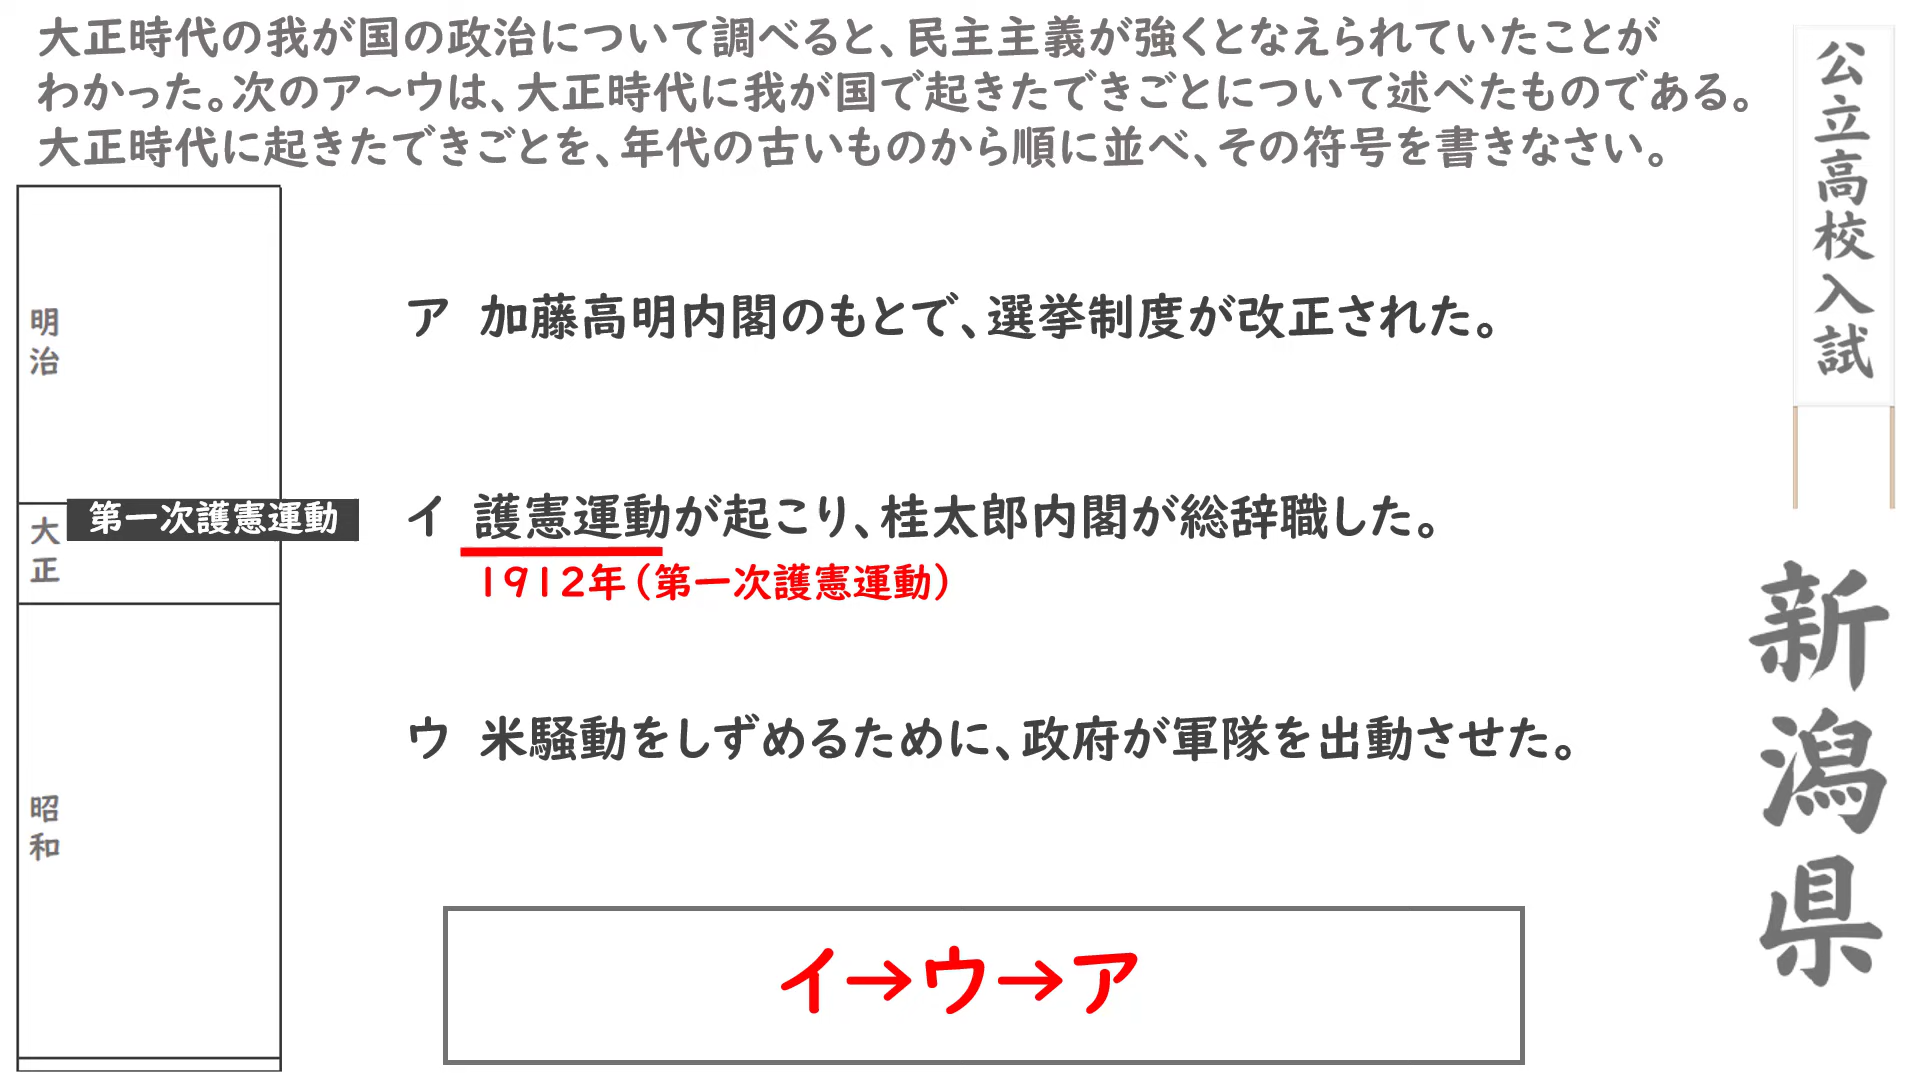 大正時代の我が国の政治について調べると、民主主義が強くとなえられていたことが
わかった。次のア～ウは、大正時代に我が国で起きたできごとについて述べたものである。
大正時代に起きたできごとを、年代の古いものから順に並べ、その符号を書きなさい。
公立高校入試
新潟県
明治
大正
昭和
第一次護憲運動
ア 加藤高明内閣のもとで、選挙制度が改正された。
イ 護憲運動が起こり、桂太郎内閣が総辞職した。
1912年（第一次護憲運動）
ウ 米騒動をしずめるために、政府が軍隊を出動させた。
イ→ウ→ア